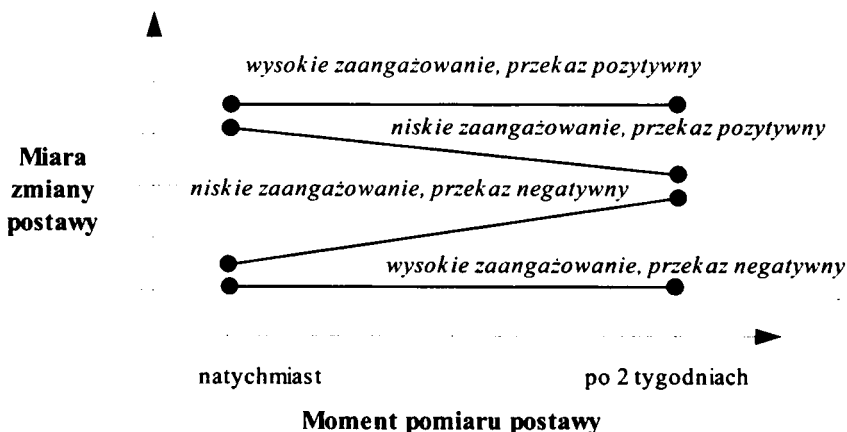 wysokie zaangażowanie, przekaz pozytywny
niskie zaangażowanie, przekaz pozytywny
Miara
zmiany
postawy
niskie zaangażowanie, przekaz negatywny
wysokie zaangażowanie, przekaz negatywny
natychmiast
po 2 tygodniach
Moment pomiaru postawy